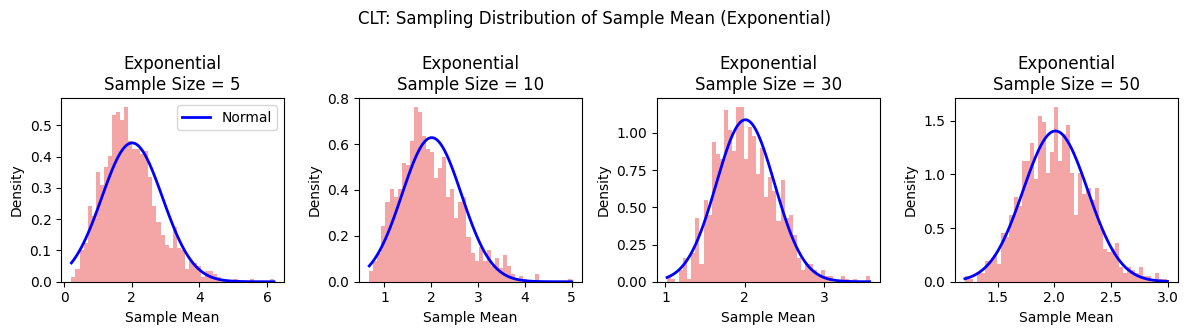 CLT: Sampling Distribution of Sample Mean (Exponential)
Exponential
Sample Size = 5
Density
0.5
0.4
0.3
0.2
0.1
0.0
Normal
0
2
4
6
Sample Mean
Exponential
Sample Size = 10
Density
0.8
0.6
0.4
0.2
0.0
1
2
3
4
5
Sample Mean
Exponential
Sample Size = 30
Density
1.00
0.75
0.50
0.25
0.00
1
2
3
Sample Mean
Exponential
Sample Size = 50
Density
1.5
1.0
0.5
0.0
1.5
2.0
2.5
3.0
Sample Mean